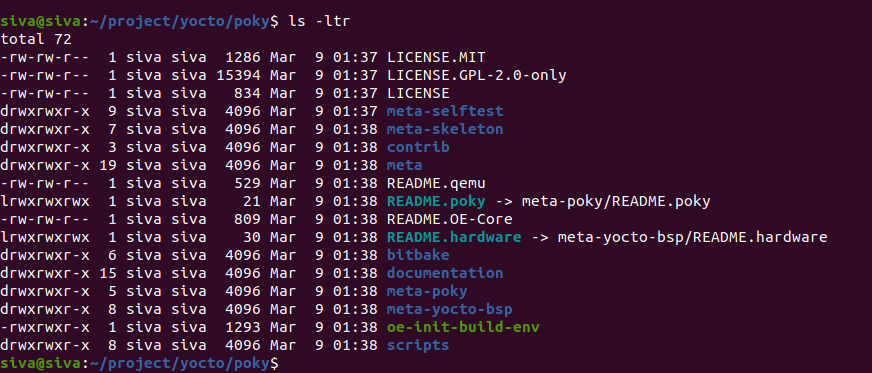 siva@siva:~/project/yocto/poky$ ls -ltr
total 72
-rw-rw-r--  1 siva siva  1286 Mar  9 01:37 LICENSE.MIT
-rw-rw-r--  1 siva siva 15394 Mar  9 01:37 LICENSE.GPL-2.0-only
-rw-rw-r--  1 siva siva   834 Mar  9 01:37 LICENSE
drwxrwxr-x  9 siva siva  4096 Mar  9 01:37 meta-selftest
drwxrwxr-x  7 siva siva  4096 Mar  9 01:38 meta-skeleton
drwxrwxr-x  3 siva siva  4096 Mar  9 01:38 contrib
drwxrwxr-x 19 siva siva  4096 Mar  9 01:38 meta
-rw-rw-r--  1 siva siva   529 Mar  9 01:38 README.qemu
lrwxrwxrwx  1 siva siva    21 Mar  9 01:38 README.poky -> meta-poky/README.poky
-rw-rw-r--  1 siva siva   809 Mar  9 01:38 README.OE-Core
lrwxrwxrwx  1 siva siva    30 Mar  9 01:38 README.hardware -> meta-yocto-bsp/README.hardware
drwxrwxr-x  6 siva siva  4096 Mar  9 01:38 bitbake
drwxrwxr-x 15 siva siva  4096 Mar  9 01:38 documentation
drwxrwxr-x  5 siva siva  4096 Mar  9 01:38 meta-poky
drwxrwxr-x  8 siva siva  4096 Mar  9 01:38 meta-yocto-bsp
-rwxrwxr-x  1 siva siva  1293 Mar  9 01:38 oe-init-build-env
drwxrwxr-x  8 siva siva  4096 Mar  9 01:38 scripts
siva@siva:~/project/yocto/poky$